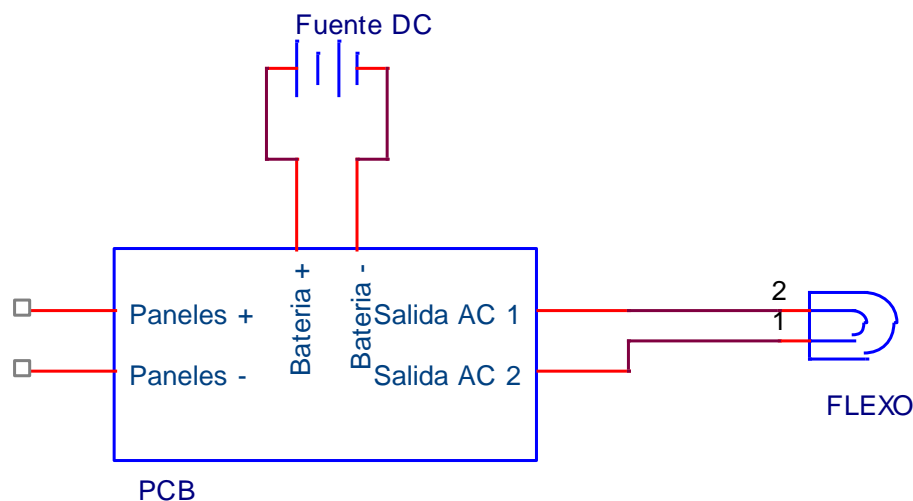 Fuente DC
Bateria +
Bateria -
Paneles +
Salida AC 1
2
1
Paneles -
Salida AC 2
FLEXO
PCB